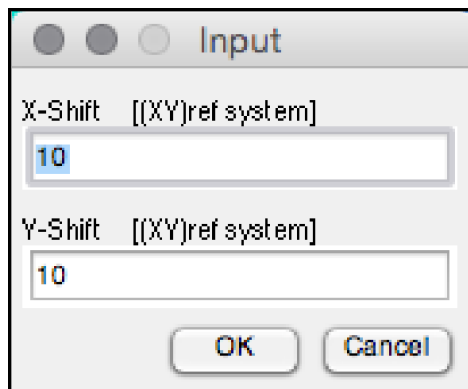 Input
X-Shift [(XY)ref system]
10
Y-Shift [(XY)ref system]
10
OK Cancel